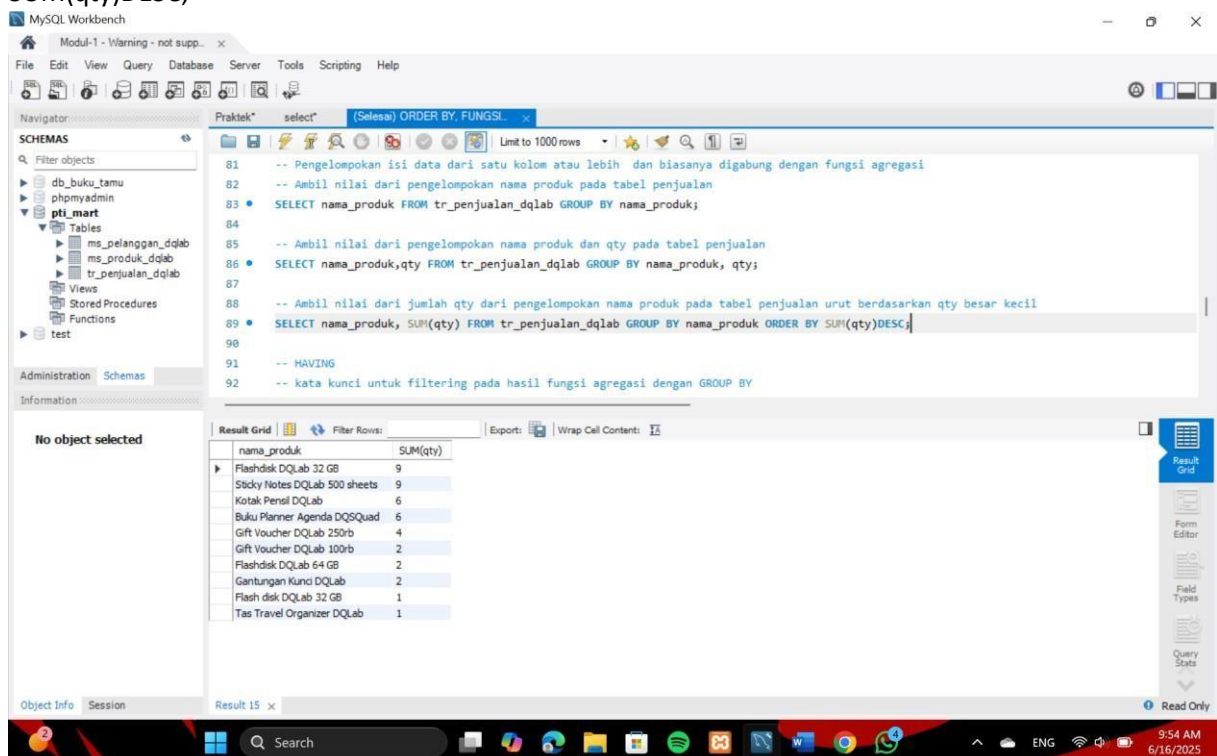 SUM(qty)DESC;
MySQL Workbench
Modul-1 - Warning - not supp..
File Edit View Query Database Server Tools Scripting Help
Navigator
Praktek* select* (Selesai) ORDER BY, FUNGSI..
SCHEMAS
Filter objects
db_buku_tamu
phpmyadmin
pti_mart
Tables
ms_pelanggan_dqlab
ms_produk_dqlab
tr_penjualan_dqlab
Views
Stored Procedures
Functions
test
Administration Schemas
Information
No object selected
Object Info Session
Limit to 1000 rows
81 -- Pengelompokan isi data dari satu kolom atau lebih dan biasanya digabung dengan fungsi agregasi
82 -- Ambil nilai dari pengelompokan nama produk pada tabel penjualan
83 SELECT nama_produk FROM tr_penjualan_dqlab GROUP BY nama_produk;
84
85 -- Ambil nilai dari pengelompokan nama produk dan qty pada tabel penjualan
86 SELECT nama_produk,qty FROM tr_penjualan_dqlab GROUP BY nama_produk, qty;
87
88 -- Ambil nilai dari jumlah qty dari pengelompokan nama produk pada tabel penjualan urut berdasarkan qty besar kecil
89 SELECT nama_produk, SUM(qty) FROM tr_penjualan_dqlab GROUP BY nama_produk ORDER BY SUM(qty)DESC;
90
91 -- HAVING
92 -- kata kunci untuk filtering pada hasil fungsi agregasi dengan GROUP BY
Result Grid Filter Rows: Export: Wrap Cell Content:
nama_produk SUM(qty)
Flashdisk DQLab 32 GB 9
Sticky Notes DQLab 500 sheets 9
Kotak Pensil DQLab 6
Buku Planner Agenda DQSQuad 6
Gift Voucher DQLab 250rb 4
Gift Voucher DQLab 100rb 2
Flashdisk DQLab 64 GB 2
Gantungan Kunci DQLab 2
Flash disk DQLab 32 GB 1
Tas Travel Organizer DQLab 1
Result
Grid
Form
Editor
Field
Types
Query
Stats
Result 15
Read Only
2
Search
4
ENG
9:54 AM
6/16/2025